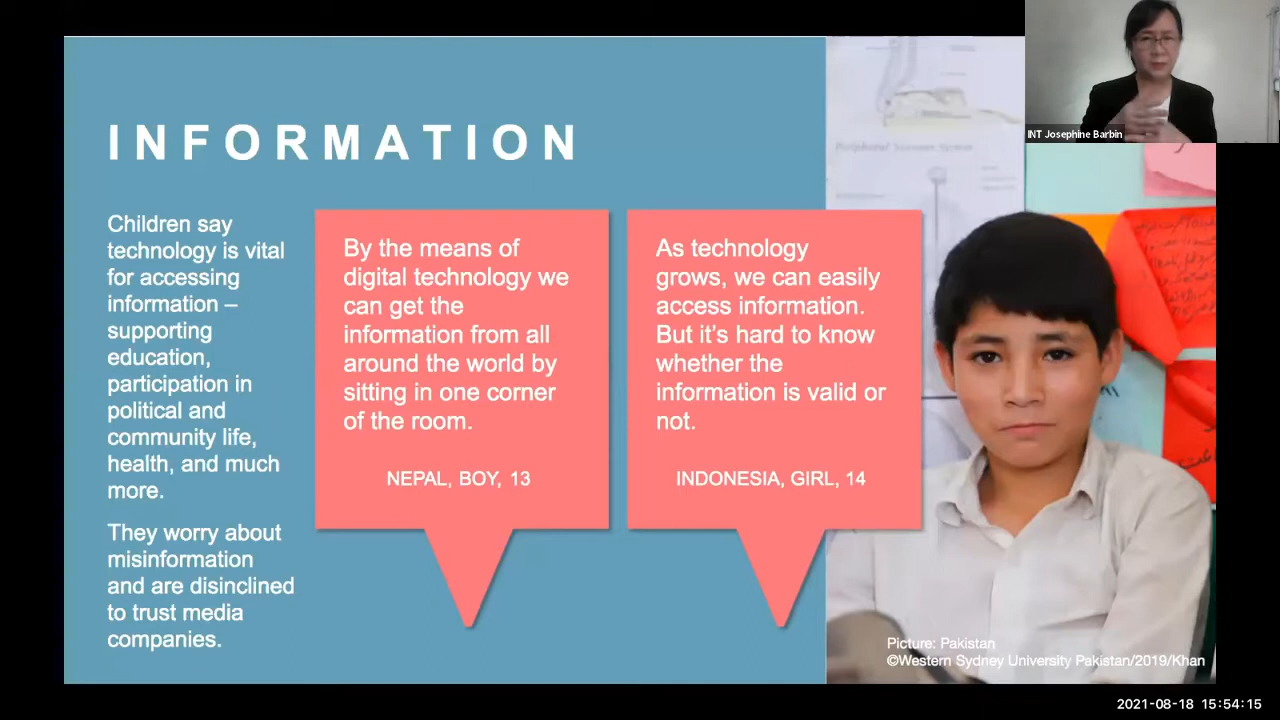 INFORMATION
Children say
technology is vital
for accessing
information –
supporting
education,
participation in
political and
community life,
health, and much
more.
They worry about
misinformation
and are disinclined
to trust media
companies.
By the means of
digital technology we
can get the
information from all
around the world by
sitting in one corner
of the room.
NEPAL, BOY, 13
As technology
grows, we can easily
access information.
But it's hard to know
whether the
information is valid or
not.
INDONESIA, GIRL, 14
Peripheral Nervous System
Picture: Pakistan
©Western Sydney University Pakistan/2019/Khan
INT Josephine Barbin
2021-08-18 15:54:15